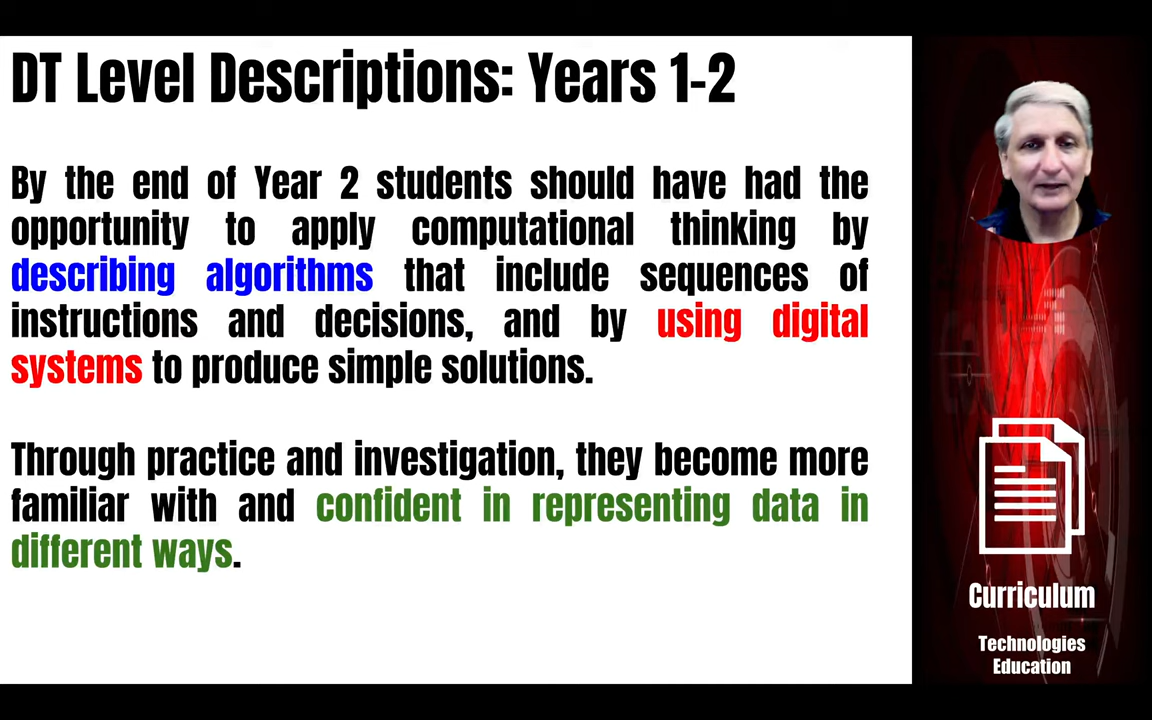 DT Level Descriptions: Years 1-2
By the end of Year 2 students should have had the
opportunity to apply computational thinking by
describing algorithms that include sequences of
instructions and decisions, and by using digital
systems to produce simple solutions.
Through practice and investigation, they become more
familiar with and confident in representing data in
different ways.
Curriculum
Technologies
Education